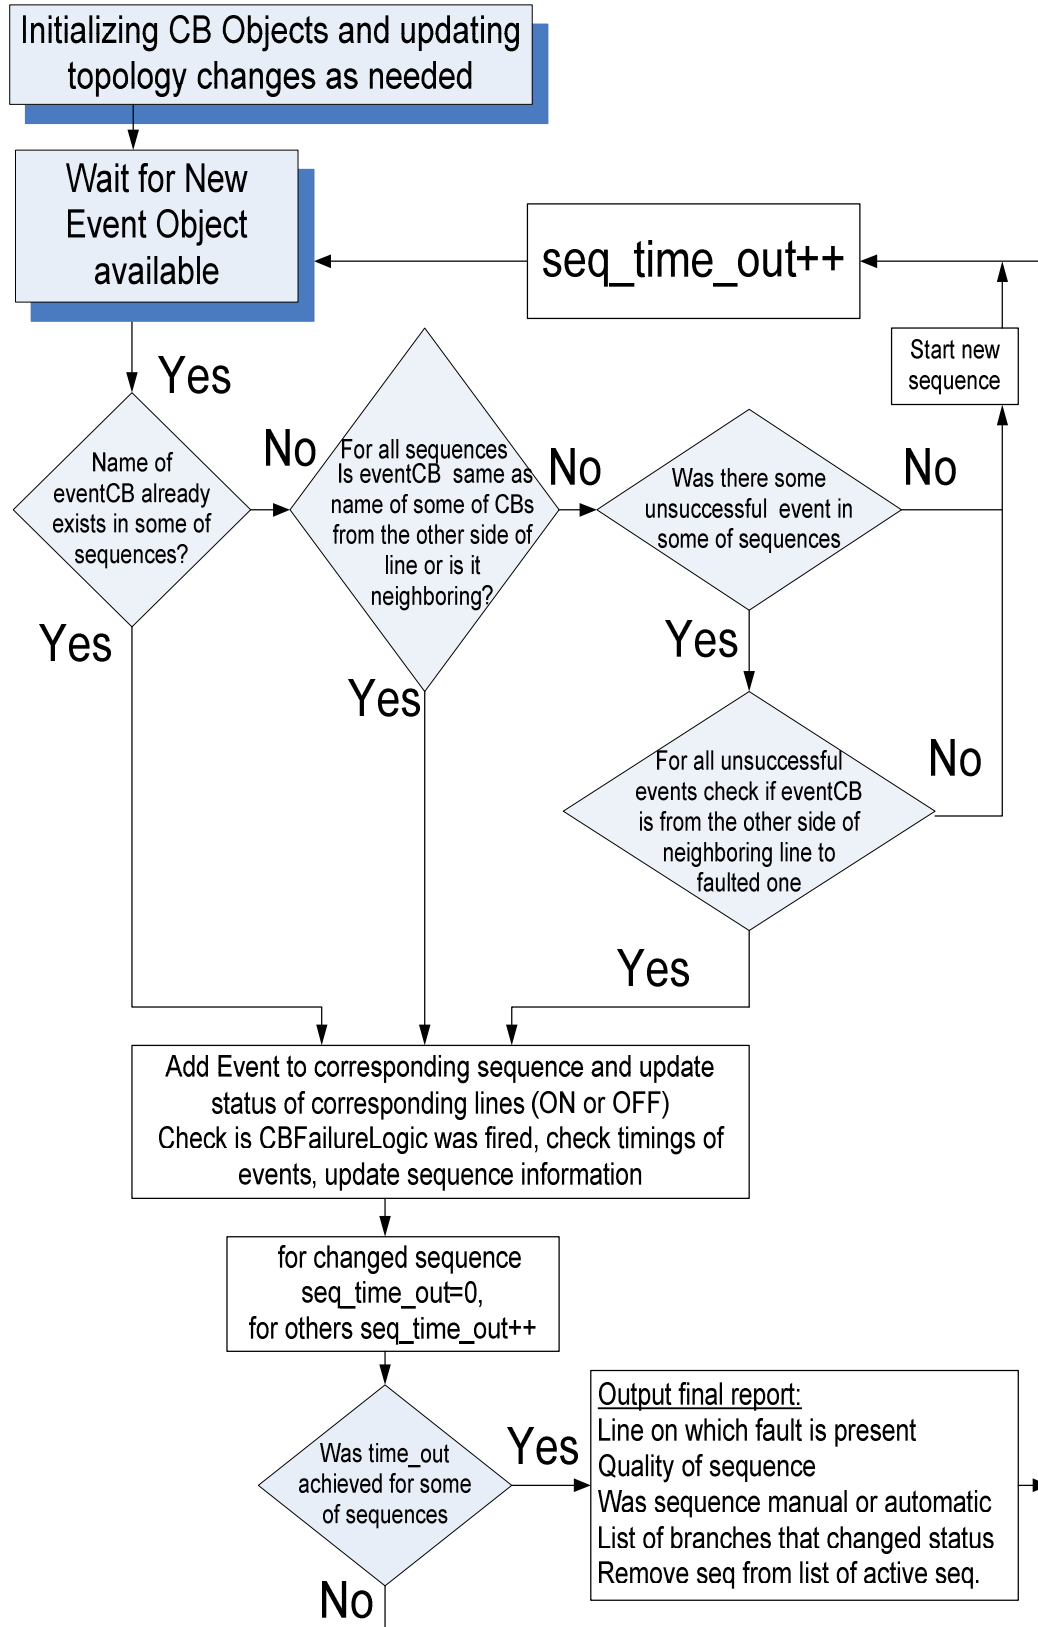 Initializing CB Objects and updating
topology changes as needed
Wait for New
Event Object
available
seq_time_out++
Start new
sequence
Yes
Name of
eventCB already
exists in some of
sequences?
No
For all sequences
Is eventCB same as
name of some of CBs
from the other side of
line or is it
neighboring?
No
Was there some
unsuccessful event in
some of sequences
No
Yes
Yes
Yes
For all unsuccessful
events check if eventCB
is from the other side of
neighboring line to
faulted one
No
Yes
Add Event to corresponding sequence and update
status of corresponding lines (ON or OFF)
Check is CBFailureLogic was fired, check timings of
events, update sequence information
for changed sequence
seq_time_out=0,
for others seq_time_out++
Was time_out
achieved for some
of sequences
Yes
No
Output final report:
Line on which fault is present
Quality of sequence
Was sequence manual or automatic
List of branches that changed status
Remove seq from list of active seq.